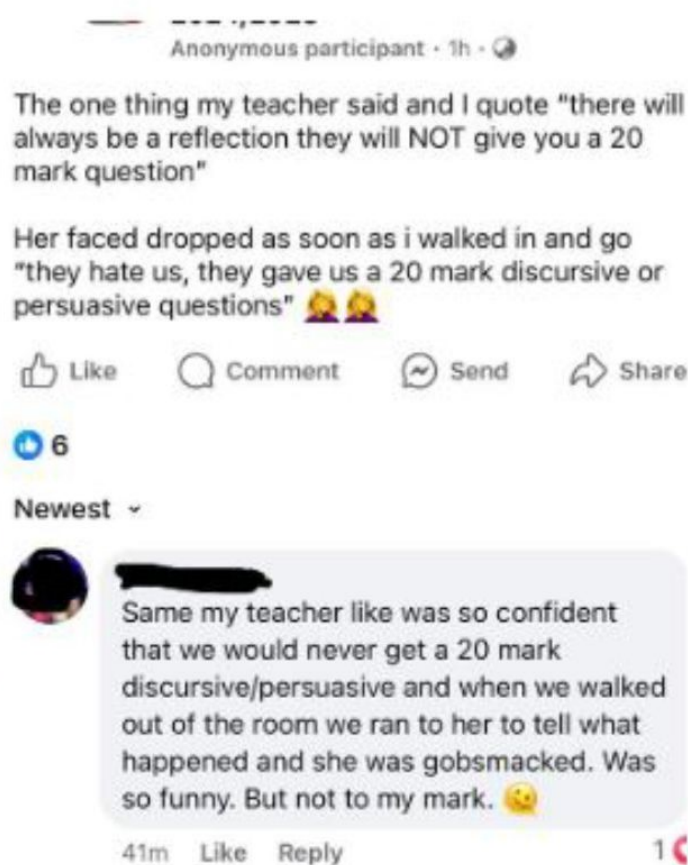 Anonymous participant · 1h ·
The one thing my teacher said and I quote "there will
always be a reflection they will NOT give you a 20
mark question"
Her faced dropped as soon as i walked in and go
"they hate us, they gave us a 20 mark discursive or
persuasive questions" 🤦‍♀️🤦‍♀️
Like Comment Send Share
6
Newest
Same my teacher like was so confident
that we would never get a 20 mark
discursive/persuasive and when we walked
out of the room we ran to her to tell what
happened and she was gobsmacked. Was
so funny. But not to my mark. 🫠
41m Like Reply 1